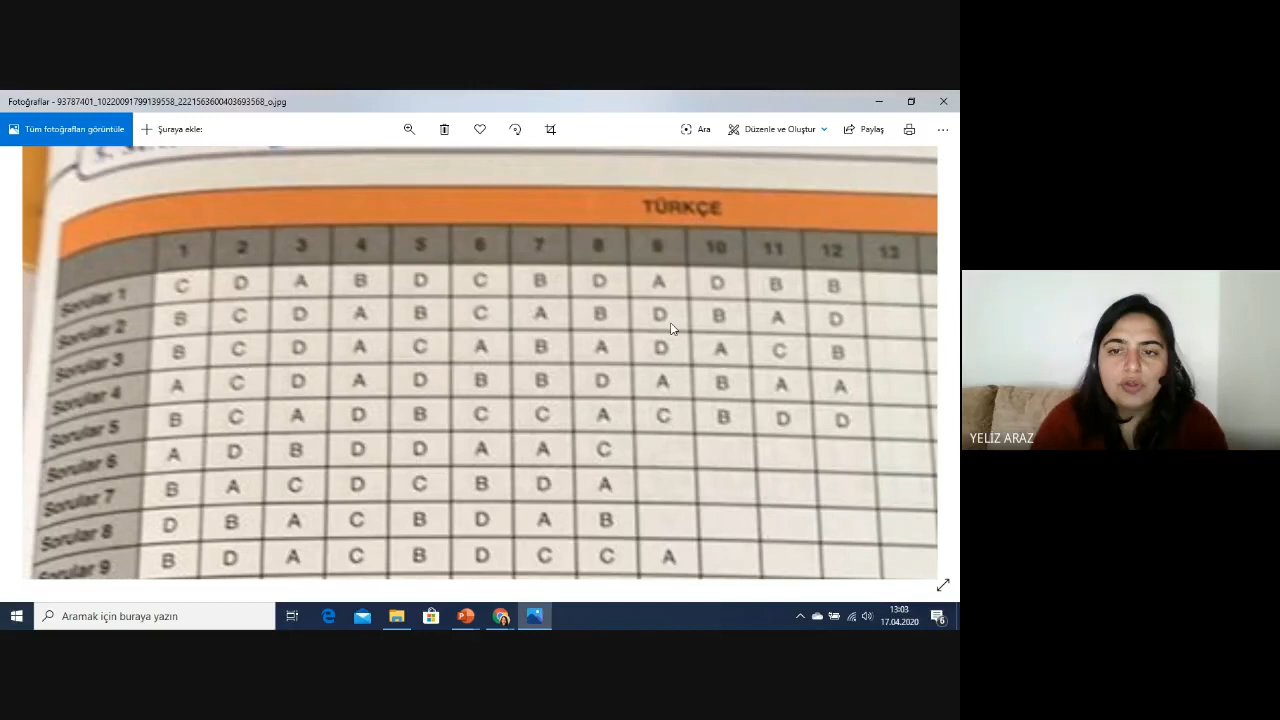 Fotoğraflar - 93787401_10220091799139558_2221563600403693568_o.jpg
Tüm fotoğrafları görüntüle
Şuraya ekle:
Ara
Düzenle ve Oluştur
Paylaş
TÜRKÇE
1 2 3 4 5 6 7 8 9 10 11 12 13
Sorular 1 C D A B D C B D A D B B
Sorular 2 B C D A B C A B D B A D
Sorular 3 B C D A C A B A D A C B
Sorular 4 A C D A D B B D A B A A
Sorular 5 B C A D B C C A C B D D
Sorular 6 A D B D D A A C
Sorular 7 B A C D C B D A
Sorular 8 D B A C B D A B
Sorular 9 B D A C B D C C A
YELIZ ARAZ
Aramak için buraya yazın
13:03
17.04.2020
6